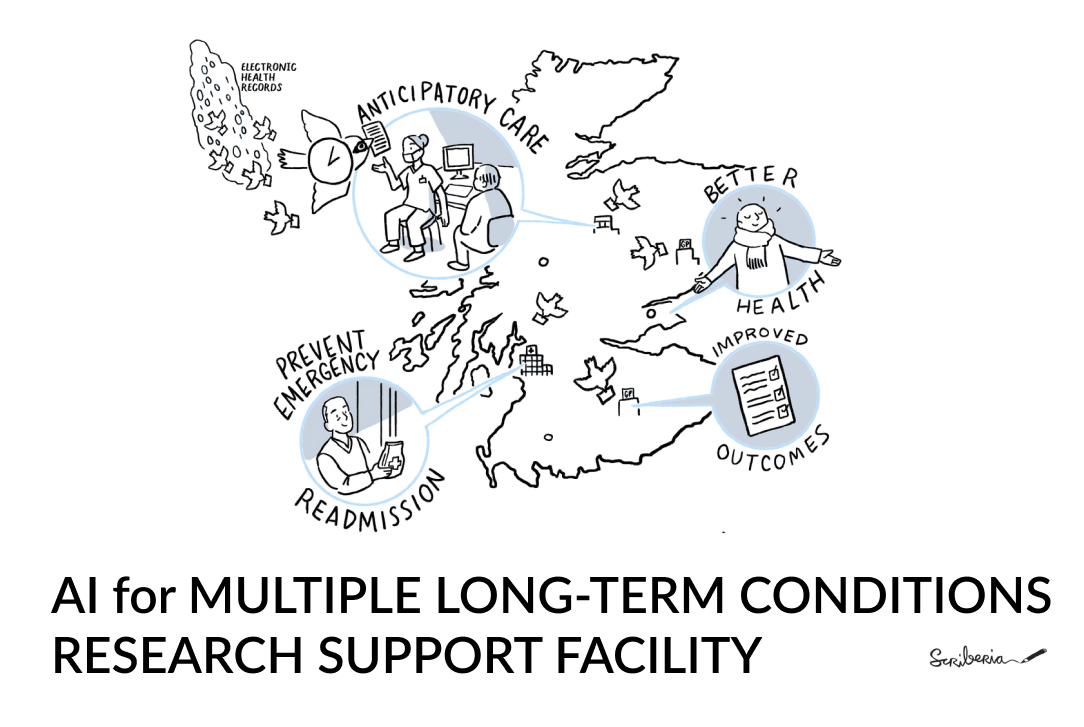 ELECTRONIC
HEALTH
RECORDS
ANTICIPATORY CARE
BETTER
HEALTH
GP
PREVENT
EMERGENCY
READMISSION
IMPROVED
OUTCOMES
GP
AI for MULTIPLE LONG-TERM CONDITIONS
RESEARCH SUPPORT FACILITY
Scriberia